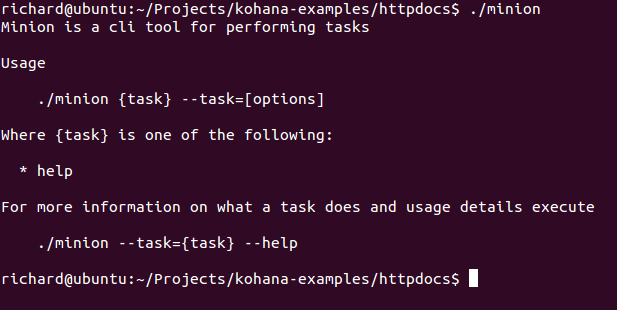 richard@ubuntu:~/Projects/kohana-examples/httpdocs$ ./minion
Minion is a cli tool for performing tasks
Usage
./minion {task} --task=[options]
Where {task} is one of the following:
* help
For more information on what a task does and usage details execute
./minion --task={task} --help
richard@ubuntu:~/Projects/kohana-examples/httpdocs$